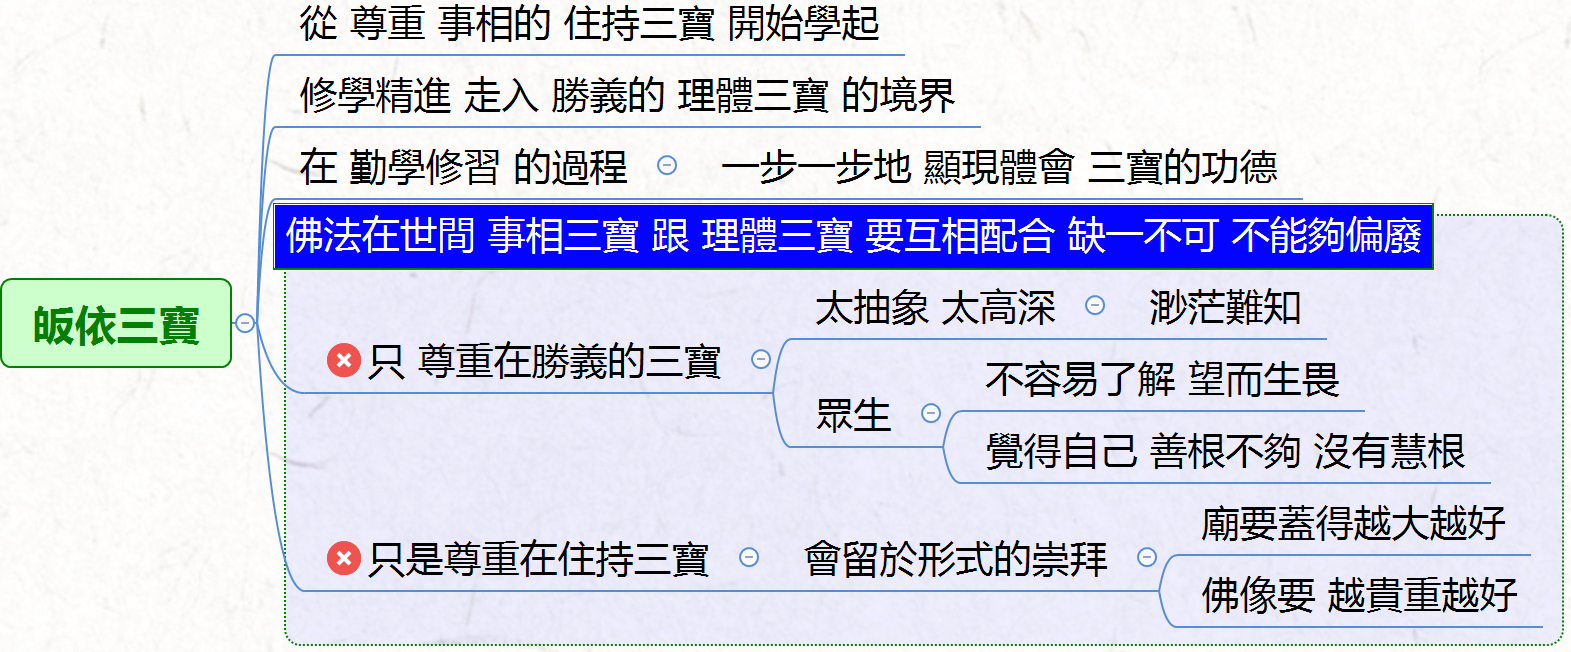 從 尊重 事相的 住持三寶 開始學起
修學精進 走入 勝義的 理體三寶 的境界
在 勤學修習 的過程
一步一步地 顯現體會 三寶的功德
佛法在世間 事相三寶 跟 理體三寶 要互相配合 缺一不可 不能夠偏廢
皈依三寶
只 尊重在勝義的三寶
太抽象 太高深
渺茫難知
眾生
不容易了解 望而生畏
覺得自己 善根不夠 沒有慧根
只是尊重在住持三寶
會留於形式的崇拜
廟要蓋得越大越好
佛像要 越貴重越好